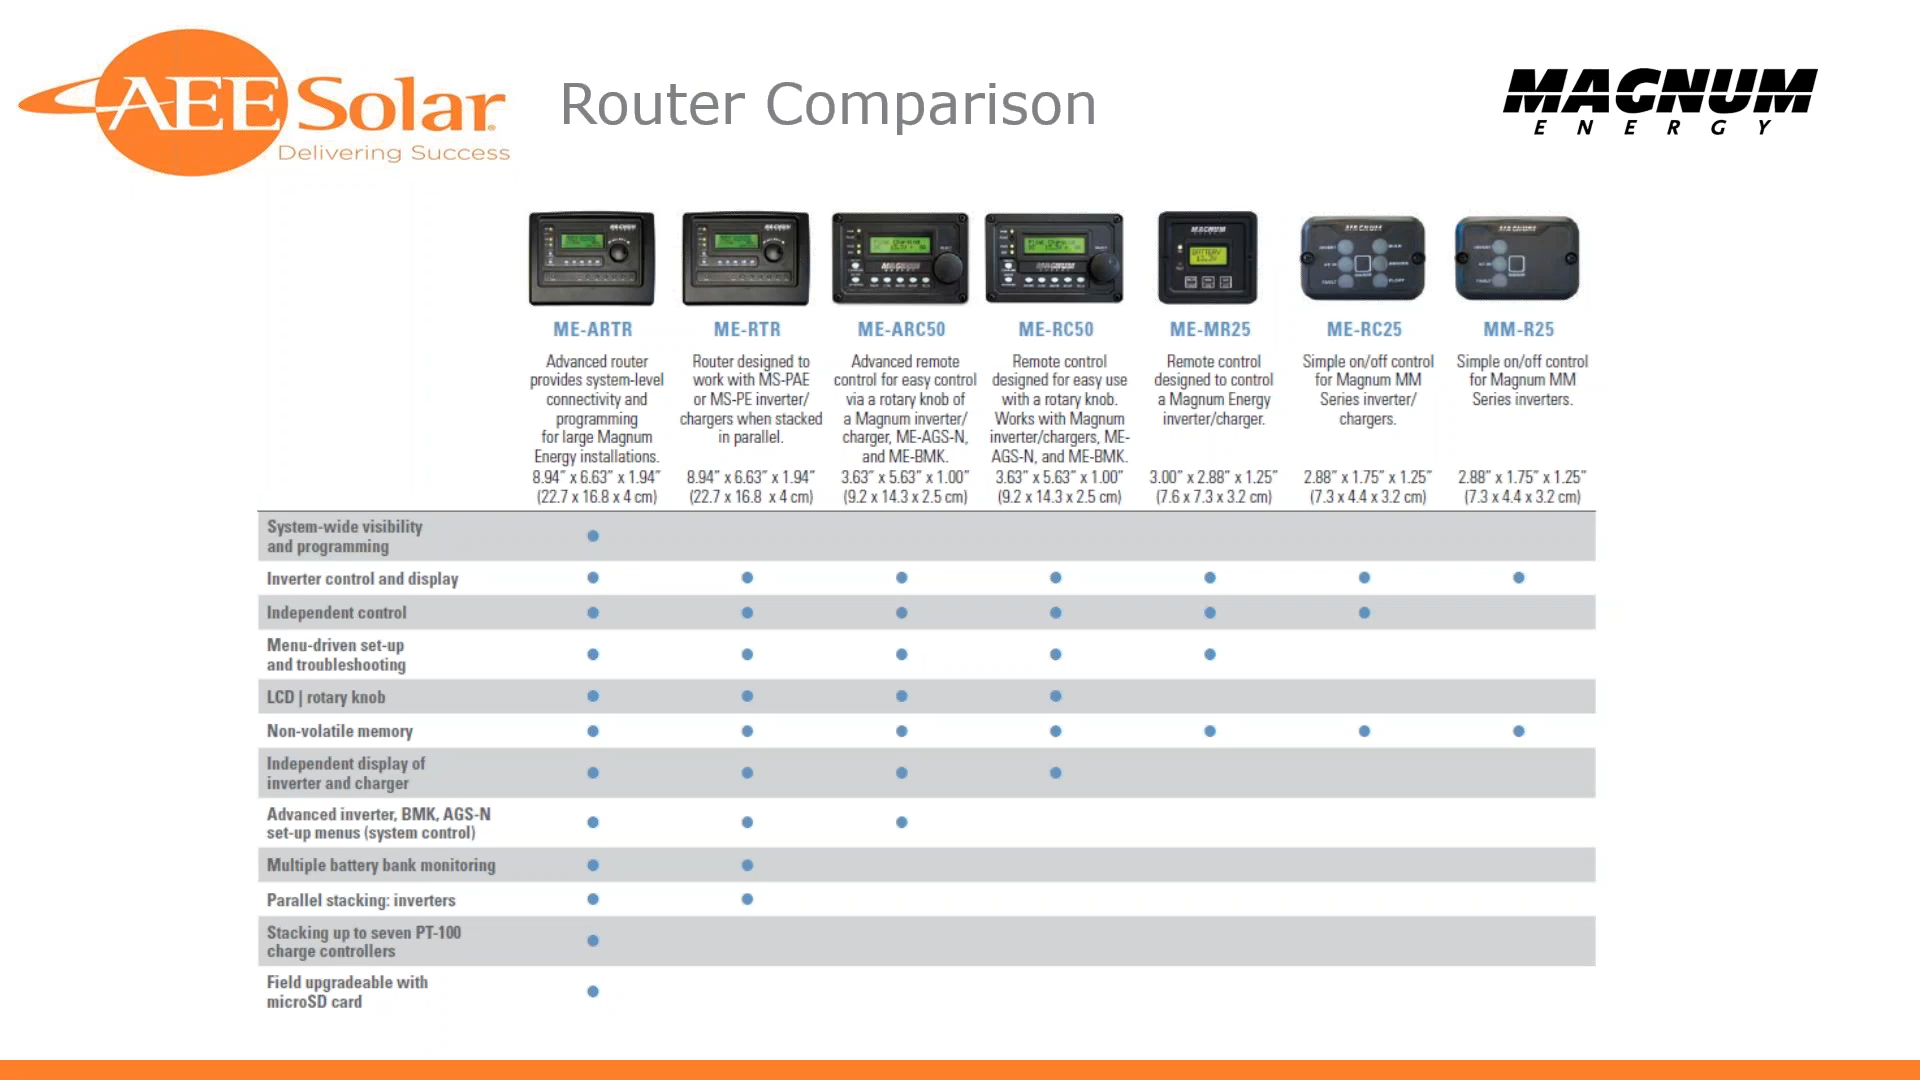 AEE Solar
Delivering Success
Router Comparison
MAGNUM
ENERGY
ME-ARTR
Advanced router
provides system-level
connectivity and
programming
for large Magnum
Energy installations.
8.94” x 6.63” x 1.94”
(22.7 x 16.8 x 4 cm)
ME-RTR
Router designed to
work with MS-PAE
or MS-PE inverter/
chargers when stacked
in parallel.
8.94” x 6.63” x 1.94”
(22.7 x 16.8 x 4 cm)
ME-ARC50
Advanced remote
control for easy control
via a rotary knob of
a Magnum inverter/
charger, ME-AGS-N,
and ME-BMK.
3.63” x 5.63” x 1.00”
(9.2 x 14.3 x 2.5 cm)
ME-RC50
Remote control
designed for easy use
with a rotary knob.
Works with Magnum
inverter/chargers, ME-
AGS-N, and ME-BMK.
3.63” x 5.63” x 1.00”
(9.2 x 14.3 x 2.5 cm)
ME-MR25
Remote control
designed to control
a Magnum Energy
inverter/charger.
3.00” x 2.88” x 1.25”
(7.6 x 7.3 x 3.2 cm)
ME-RC25
Simple on/off control
for Magnum MM
Series inverter/
chargers.
2.88” x 1.75” x 1.25”
(7.3 x 4.4 x 3.2 cm)
MM-R25
Simple on/off control
for Magnum MM
Series inverters.
2.88” x 1.75” x 1.25”
(7.3 x 4.4 x 3.2 cm)
System-wide visibility
and programming
Inverter control and display
Independent control
Menu-driven set-up
and troubleshooting
LCD | rotary knob
Non-volatile memory
Independent display of
inverter and charger
Advanced inverter, BMK, AGS-N
set-up menus (system control)
Multiple battery bank monitoring
Parallel stacking: inverters
Stacking up to seven PT-100
charge controllers
Field upgradeable with
microSD card